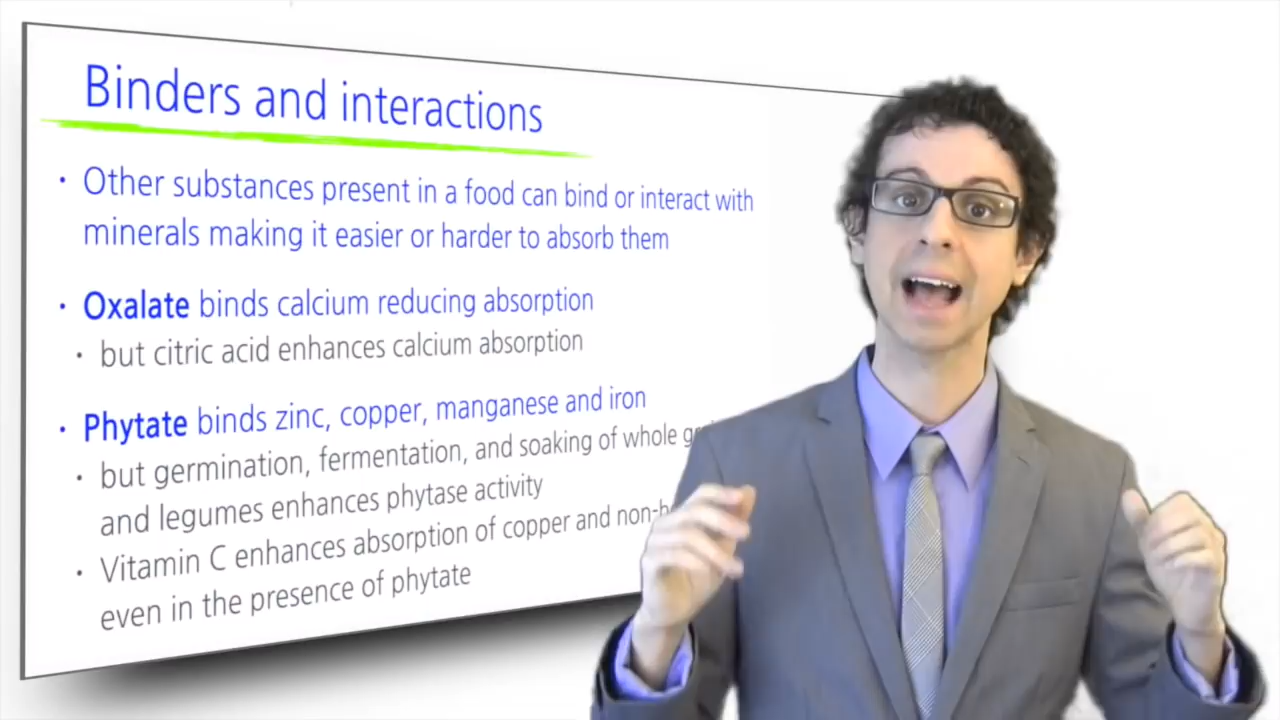 Binders and interactions
• Other substances present in a food can bind or interact with
minerals making it easier or harder to absorb them
• Oxalate binds calcium reducing absorption
• but citric acid enhances calcium absorption
• Phytate binds zinc, copper, manganese and iron
• but germination, fermentation, and soaking of whole
and legumes enhances phytase activity
• Vitamin C enhances absorption of copper and
even in the presence of phytate